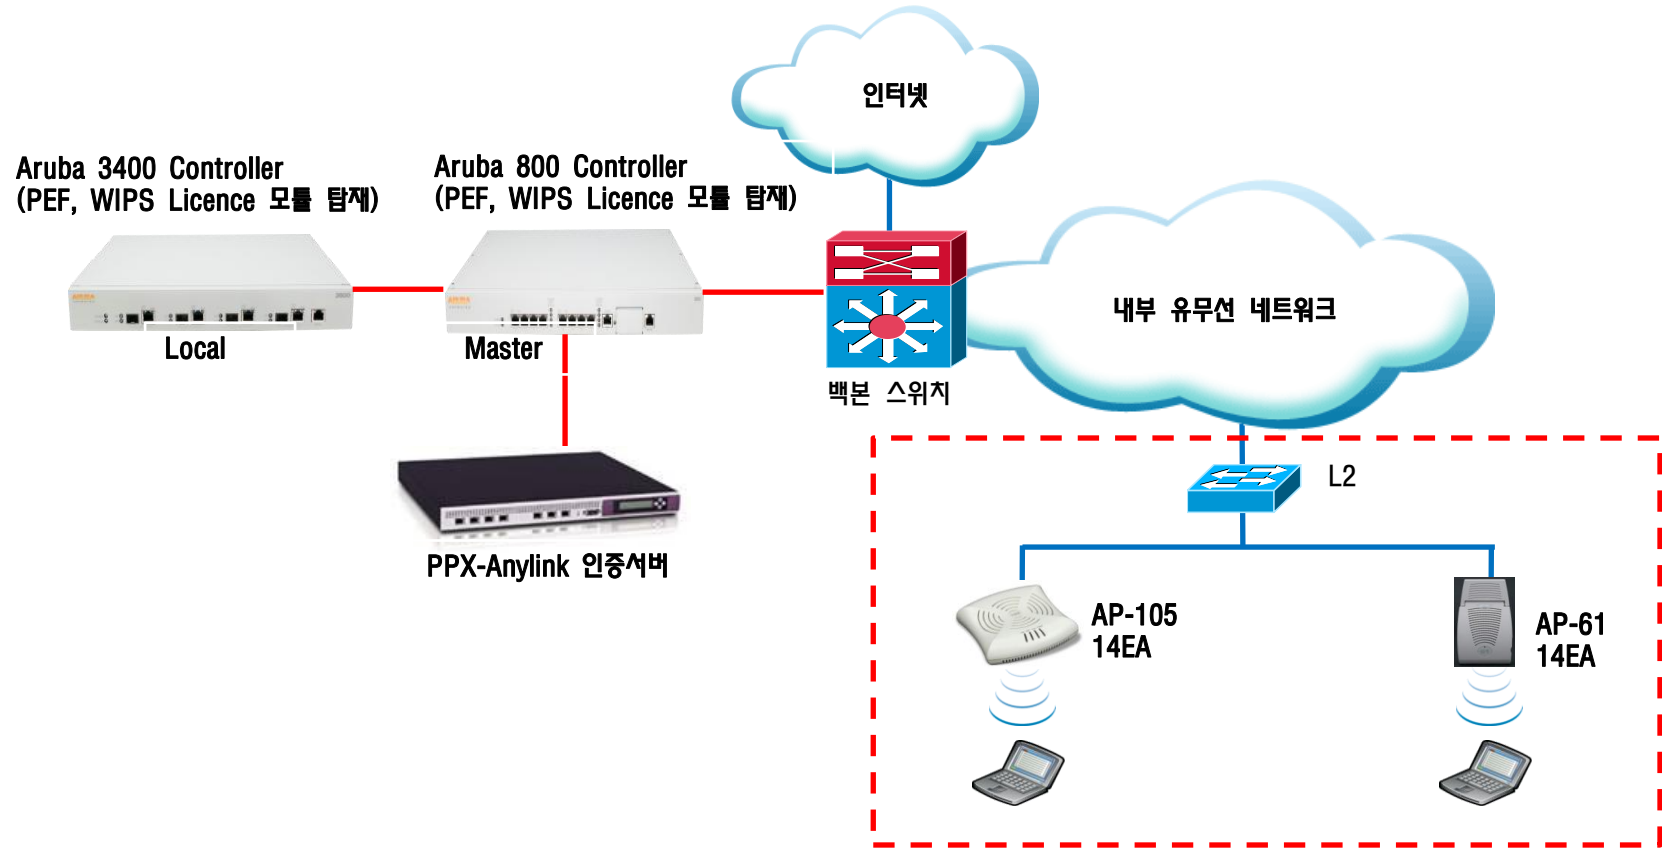 인터넷
Aruba 3400 Controller
(PEF, WIPS Licence 모듈 탑재)
Aruba 800 Controller
(PEF, WIPS Licence 모듈 탑재)
내부 유무선 네트워크
Local
Master
백본 스위치
L2
PPX-Anylink 인증서버
AP-105
14EA
AP-61
14EA